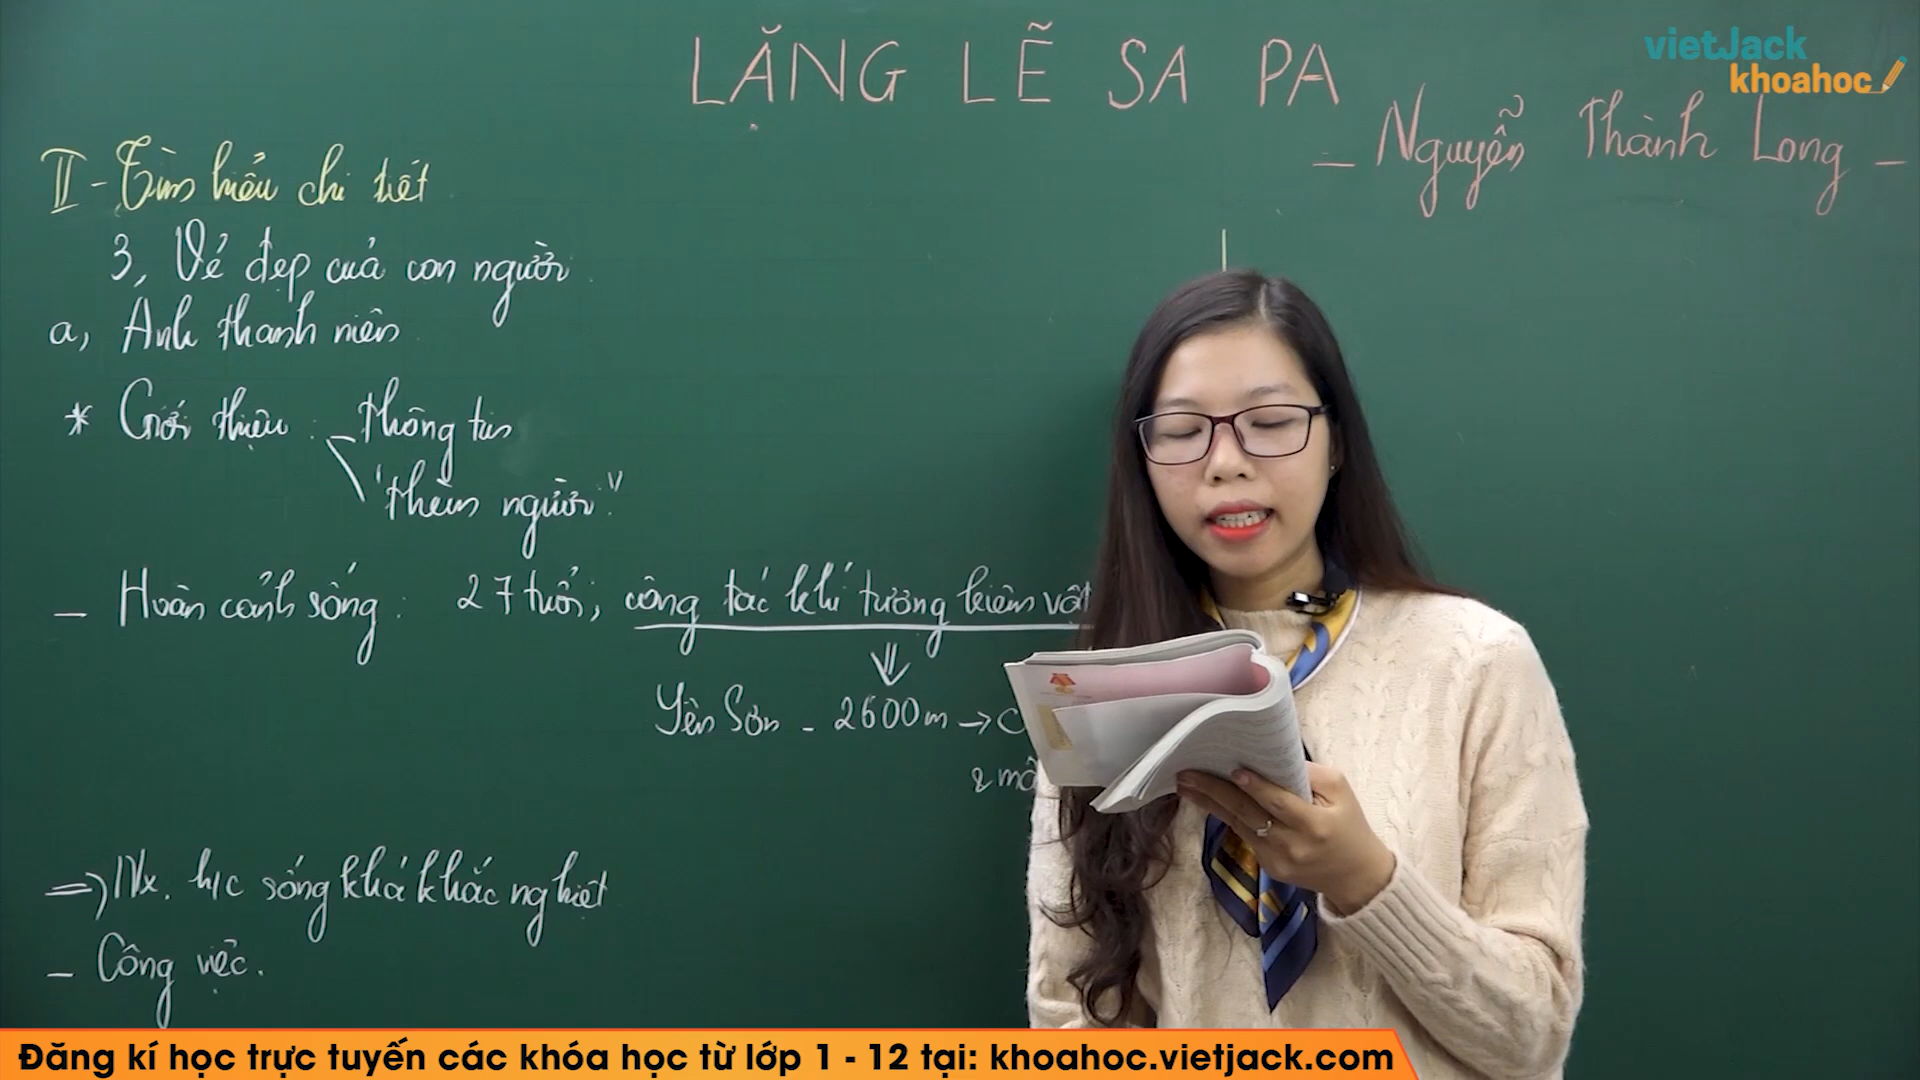 LẶNG LẼ SA PA
vietJack
khoahoc
- Nguyễn Thành Long -
II - Tìm hiểu chi tiết
3, Vẻ đẹp của con người
a, Anh thanh niên
* Giới thiệu: - thông tin
"thèm người"
- Hoàn cảnh sống: 27 tuổi, công tác khí tượng kiêm vật
Yên Sơn - 2600m →
=> Nx. h/c sống khá khắc nghiệt
- Công việc.
Đăng kí học trực tuyến các khóa học từ lớp 1 - 12 tại: khoahoc.vietjack.com